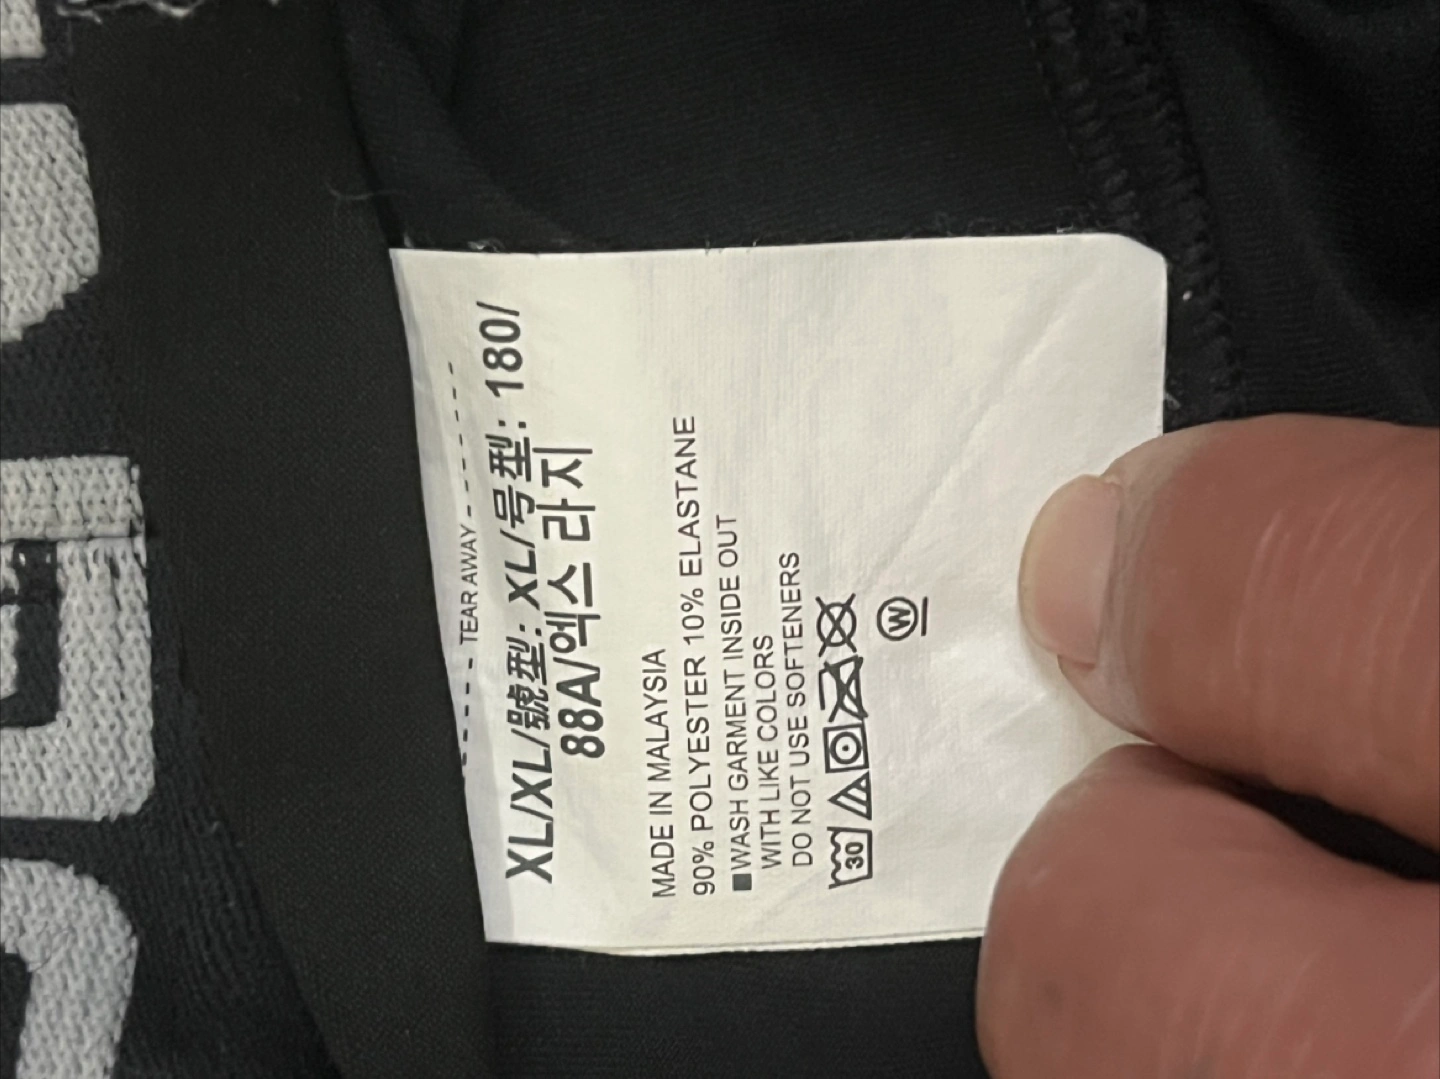 TEAR AWAY
XL/XL/號型: XL/号型: 180/
88A/엑스 라지
MADE IN MALAYSIA
90% POLYESTER 10% ELASTANE
■ WASH GARMENT INSIDE OUT
WITH LIKE COLORS
DO NOT USE SOFTENERS
30
W